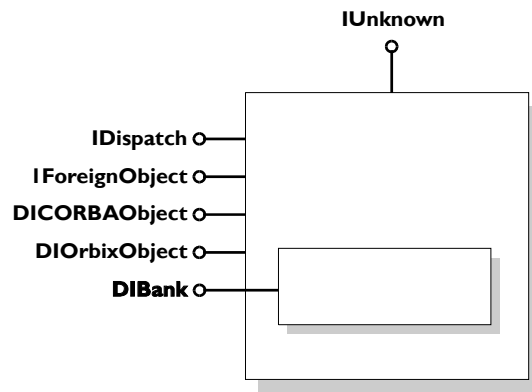 IUnknown
IDispatch
IForeignObject
DICORBAObject
DIOrbixObject
DIBank